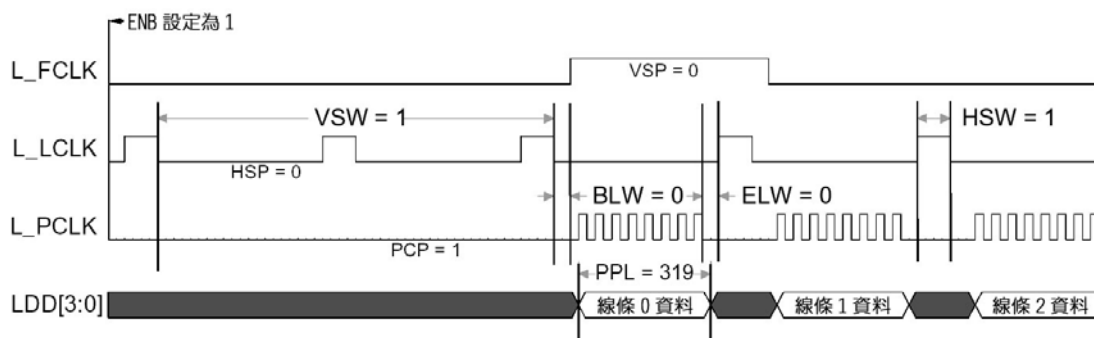 ENB 設定為 1
L_FCLK
VSP = 0
VSW = 1
HSW = 1
L_LCLK
HSP = 0
BLW = 0
ELW = 0
L_PCLK
PCP = 1
PPL = 319
LDD[3:0]
線條 0 資料
線條 1 資料
線條 2 資料